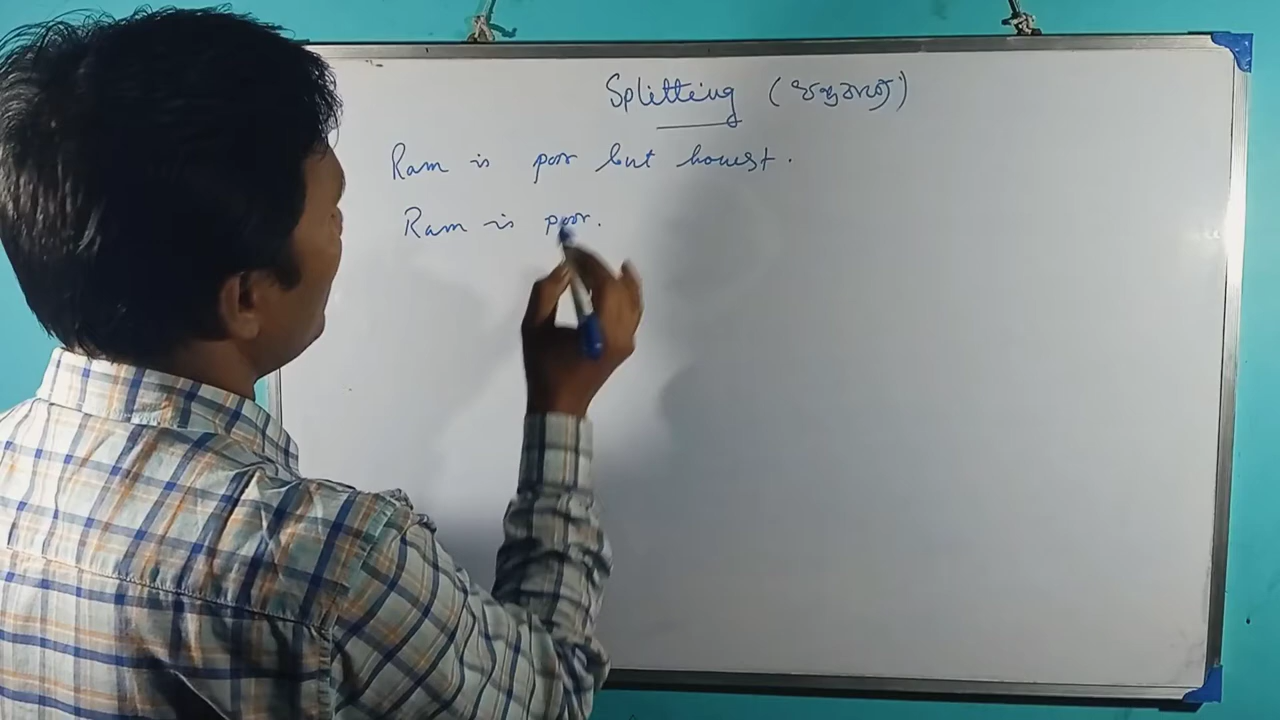 Splitting
Ram is poor but honest.
Ram is poor.